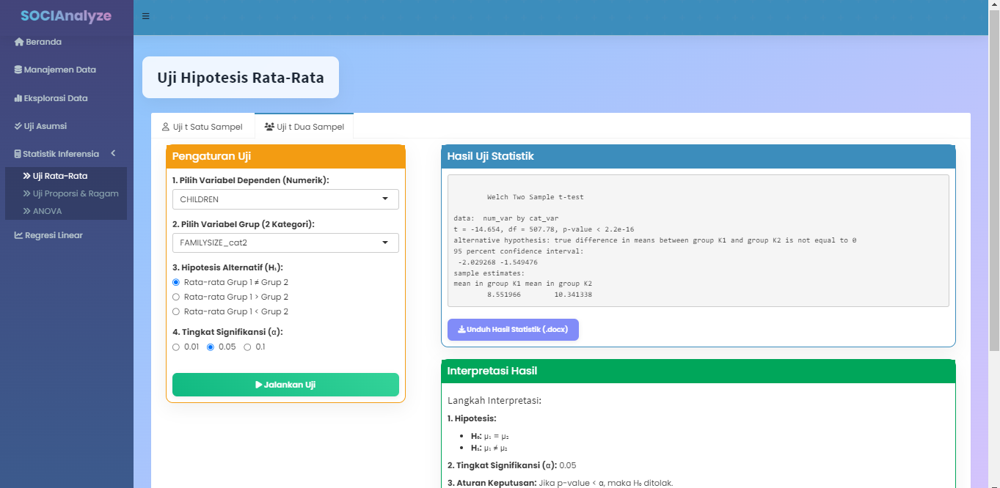 SOCIAnalyze
Beranda
Manajemen Data
Eksplorasi Data
Uji Asumsi
Statistik Inferensia
Uji Rata-Rata
Uji Proporsi & Ragam
ANOVA
Regresi Linear
Uji Hipotesis Rata-Rata
Uji t Satu Sampel
Uji t Dua Sampel
Pengaturan Uji
1. Pilih Variabel Dependen (Numerik):
CHILDREN
2. Pilih Variabel Grup (2 Kategori):
FAMILYSIZE_cat2
3. Hipotesis Alternatif (H₁):
Rata-rata Grup 1 ≠ Grup 2
Rata-rata Grup 1 > Grup 2
Rata-rata Grup 1 < Grup 2
4. Tingkat Signifikansi (α):
0.01 0.05 0.1
Jalankan Uji
Hasil Uji Statistik
Welch Two Sample t-test
data:  num_var by cat_var
t = -14.654, df = 507.78, p-value < 2.2e-16
alternative hypothesis: true difference in means between group K1 and group K2 is not equal to 0
95 percent confidence interval:
-2.029268 -1.549476
sample estimates:
mean in group K1 mean in group K2
8.551966 10.341338
Unduh Hasil Statistik (.docx)
Interpretasi Hasil
Langkah Interpretasi:
1. Hipotesis:
H₀: μ₁ = μ₂
H₁: μ₁ ≠ μ₂
2. Tingkat Signifikansi (α): 0.05
3. Aturan Keputusan: Jika p-value < α, maka H₀ ditolak.